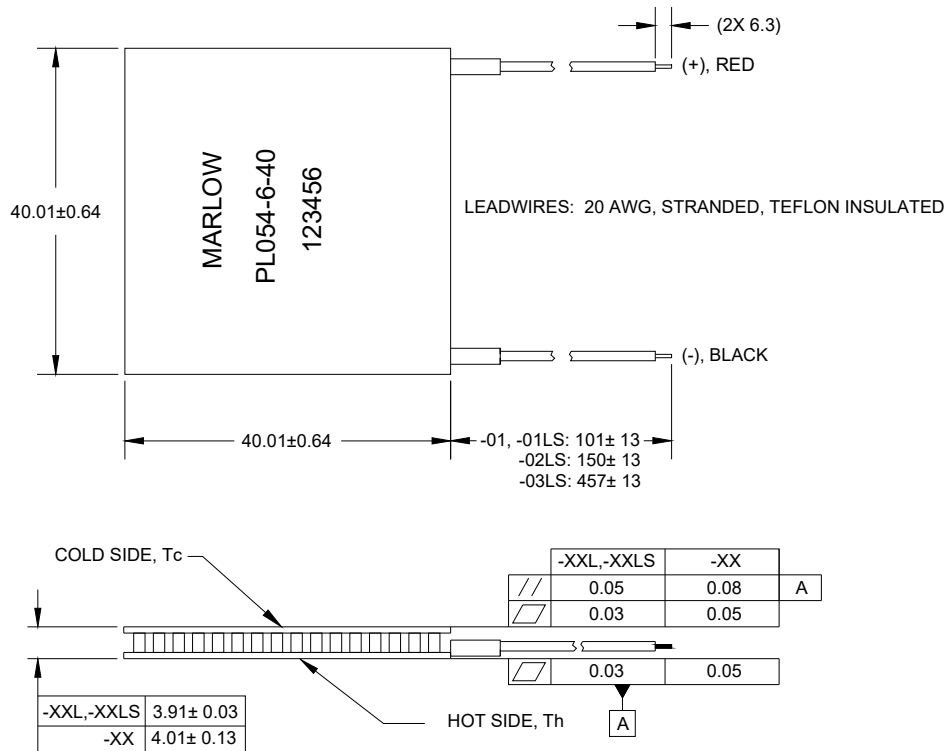 (2X 6.3)
(+), RED
MARLOW
PL054-6-40
123456
40.01±0.64
LEADWIRES: 20 AWG, STRANDED, TEFLON INSULATED
(-), BLACK
40.01±0.64
-01, -01LS: 101± 13
-02LS: 150± 13
-03LS: 457± 13
COLD SIDE, Tc
-XXL,-XXLS -XX
// 0.05 0.08 A
0.03 0.05
0.03 0.05
A
HOT SIDE, Th
-XXL,-XXLS 3.91± 0.03
-XX 4.01± 0.13